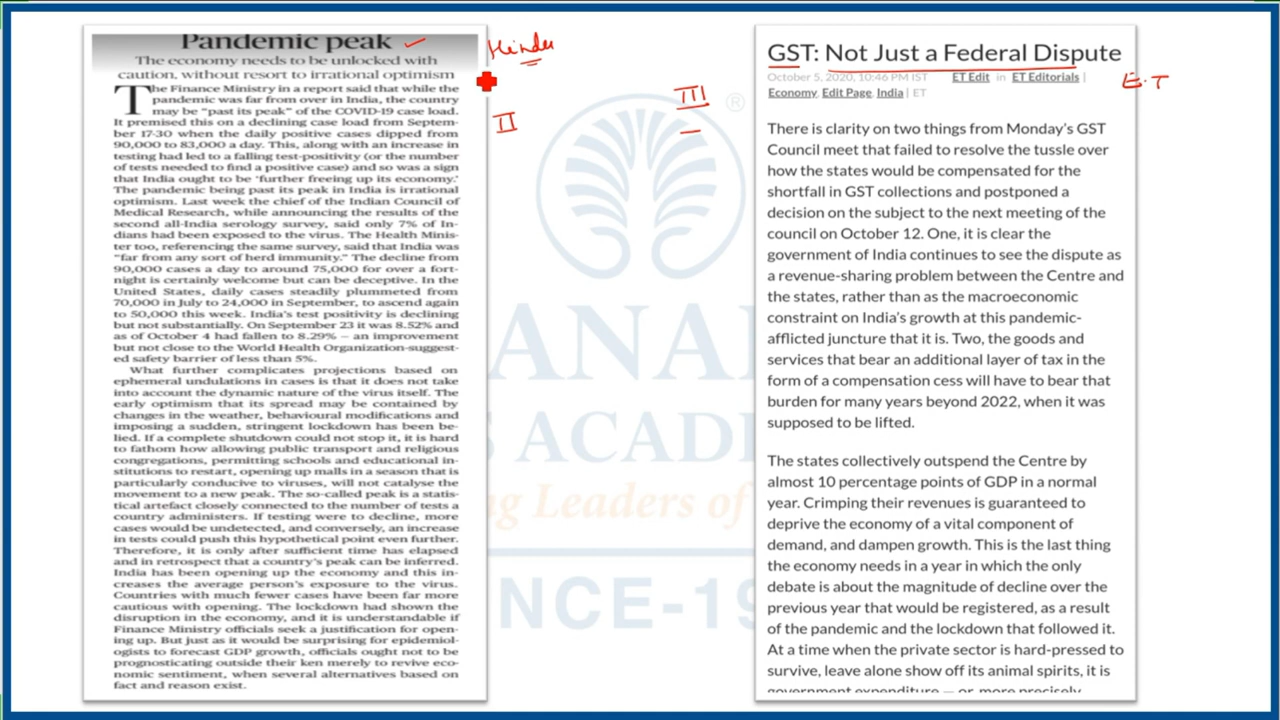 Pandemic peak
The economy needs to be unlocked with
caution, without resort to irrational optimism
The Finance Ministry in a report said that while the
pandemic was far from over in India, the country
may be “past its peak” of the COVID-19 case load.
It premised this on a declining case load from Septem-
ber 17-30 when the daily positive cases dipped from
90,000 to 83,000 a day. This, along with an increase in
testing had led to a falling test-positivity (or the number
of tests needed to find a positive case) and so was a sign
that India ought to be ‘further freeing up its economy.’
The pandemic being past its peak in India is irrational
optimism. Last week the chief of the Indian Council of
Medical Research, while announcing the results of the
second all-India serology survey, said only 7% of In-
dians had been exposed to the virus. The Health Minis-
ter too, referencing the same survey, said that India was
“far from any sort of herd immunity.” The decline from
90,000 cases a day to around 75,000 for over a fort-
night is certainly welcome but can be deceptive. In the
United States, daily cases steadily plummeted from
70,000 in July to 24,000 in September, to ascend again
to 50,000 this week. India’s test positivity is declining
but not substantially. On September 23 it was 8.52% and
as of October 4 had fallen to 8.29% — an improvement
but not close to the World Health Organization-suggest-
ed safety barrier of less than 5%.
What further complicates projections based on
ephemeral undulations in cases is that it does not take
into account the dynamic nature of the virus itself. The
early optimism that its spread may be contained by
changes in the weather, behavioural modifications and
imposing a sudden, stringent lockdown has been be-
lied. If a complete shutdown could not stop it, it is hard
to fathom how allowing public transport and religious
congregations, permitting schools and educational in-
stitutions to restart, opening up malls in a season that is
particularly conducive to viruses, will not catalyse the
movement to a new peak. The so-called peak is a statis-
tical artefact closely connected to the number of tests a
country administers. If testing were to decline, more
cases would be undetected, and conversely, an increase
in tests could push this hypothetical point even further.
Therefore, it is only after sufficient time has elapsed
and in retrospect that a country’s peak can be inferred.
India has been opening up the economy and this in-
creases the average person’s exposure to the virus.
Countries with much fewer cases have been far more
cautious with opening. The lockdown had shown the
disruption in the economy, and it is understandable if
Finance Ministry officials seek a justification for open-
ing up. But just as it would be surprising for epidemiol-
ogists to forecast GDP growth, officials ought not to be
prognosticating outside their ken merely to revive eco-
nomic sentiment, when several alternatives based on
fact and reason exist.
Hindu
II
III
®
ANA
S ACAD
ng Leaders of
NCE-19
GST: Not Just a Federal Dispute
October 5, 2020, 10:46 PM IST ET Edit in ET Editorials |
Economy, Edit Page, India | ET
E.T
There is clarity on two things from Monday’s GST
Council meet that failed to resolve the tussle over
how the states would be compensated for the
shortfall in GST collections and postponed a
decision on the subject to the next meeting of the
council on October 12. One, it is clear the
government of India continues to see the dispute as
a revenue-sharing problem between the Centre and
the states, rather than as the macroeconomic
constraint on India’s growth at this pandemic-
afflicted juncture that it is. Two, the goods and
services that bear an additional layer of tax in the
form of a compensation cess will have to bear that
burden for many years beyond 2022, when it was
supposed to be lifted.
The states collectively outspend the Centre by
almost 10 percentage points of GDP in a normal
year. Crimping their revenues is guaranteed to
deprive the economy of a vital component of
demand, and dampen growth. This is the last thing
the economy needs in a year in which the only
debate is about the magnitude of decline over the
previous year that would be registered, as a result
of the pandemic and the lockdown that followed it.
At a time when the private sector is hard-pressed to
survive, leave alone show off its animal spirits, it is
government expenditure — or, more precisely,